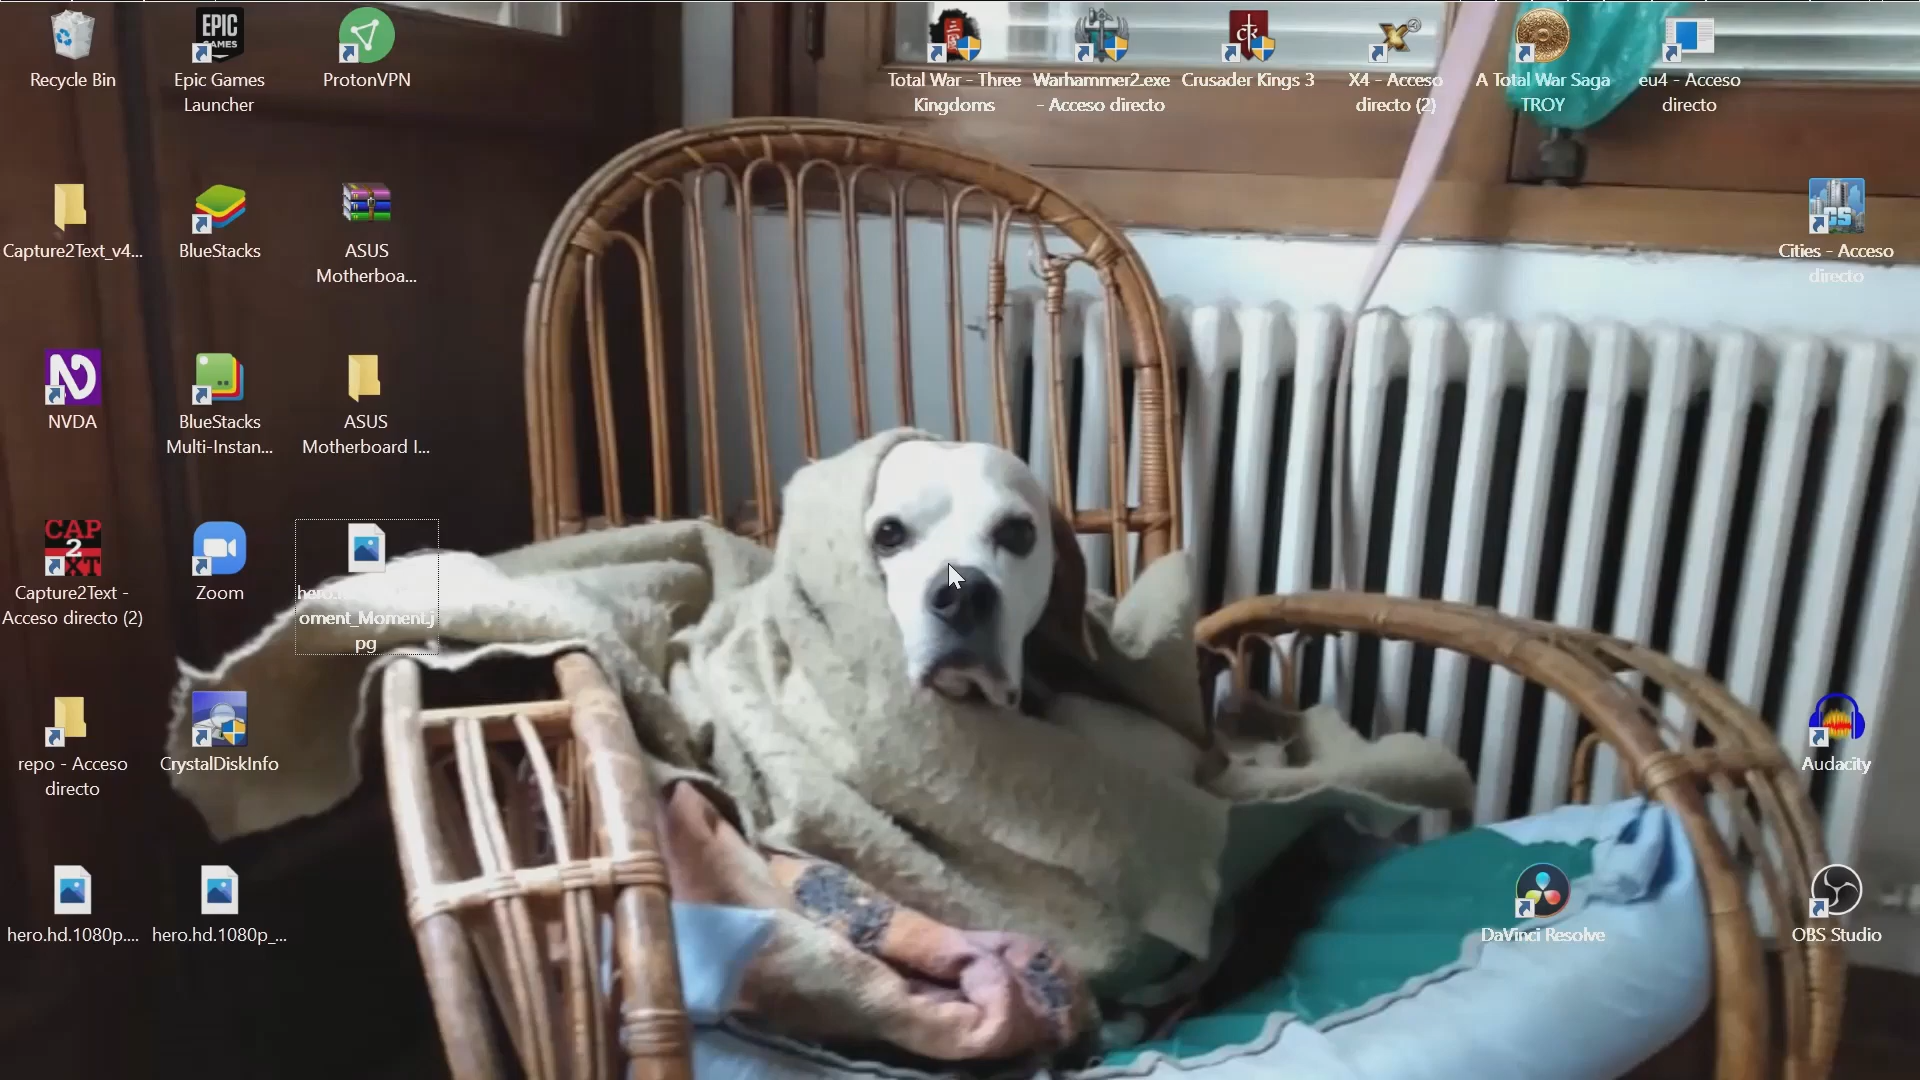 Recycle Bin
EPIC
GAMES
Epic Games
Launcher
ProtonVPN
Total War - Three
Kingdoms
Warhammer2.exe
- Acceso directo
Crusader Kings 3
X4 - Acceso
directo (2)
A Total War Saga
TROY
eu4 - Acceso
directo
Capture2Text_v4...
BlueStacks
ASUS
Motherboa...
CS
Cities - Acceso
directo
NVDA
BlueStacks
Multi-Instan...
ASUS
Motherboard I...
CAP
2
TXT
Capture2Text -
Acceso directo (2)
Zoom
oment_Moment.j
pg
repo - Acceso
directo
CrystalDiskInfo
Audacity
hero.hd.1080p....
hero.hd.1080p_...
DaVinci Resolve
OBS Studio